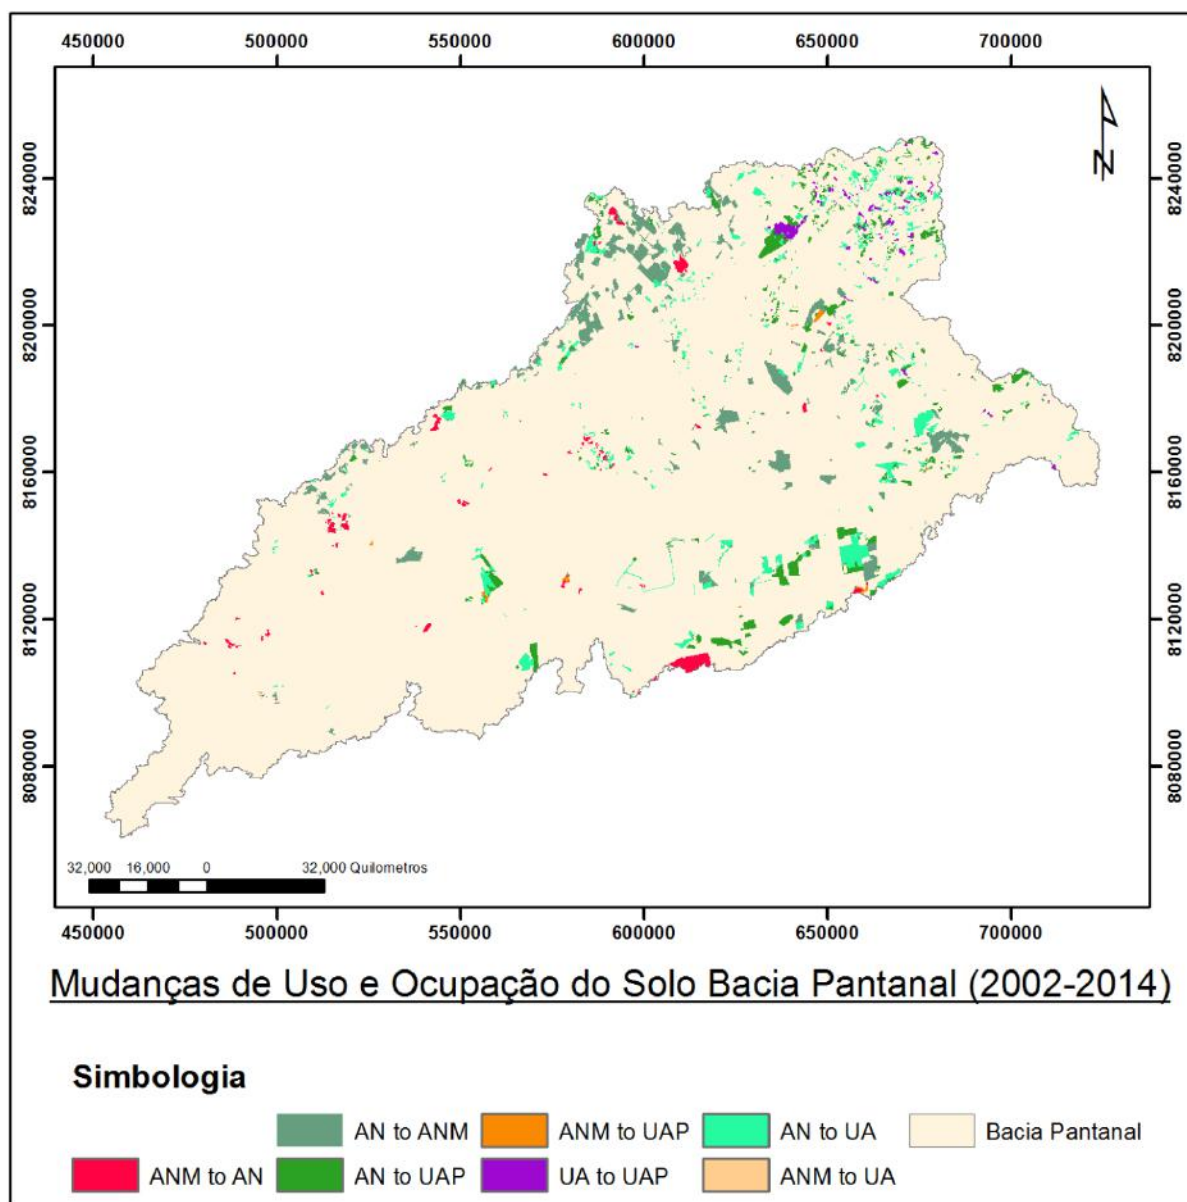 450000 500000 550000 600000 650000 700000
8240000 8240000
8200000 8200000
8160000 8160000
8120000 8120000
8080000 8080000
N
32,000 16,000 0 32,000 Quilometros
450000 500000 550000 600000 650000 700000
Mudanças de Uso e Ocupação do Solo Bacia Pantanal (2002-2014)
Simbologia
AN to ANM ANM to UAP AN to UA Bacia Pantanal
ANM to AN AN to UAP UA to UAP ANM to UA